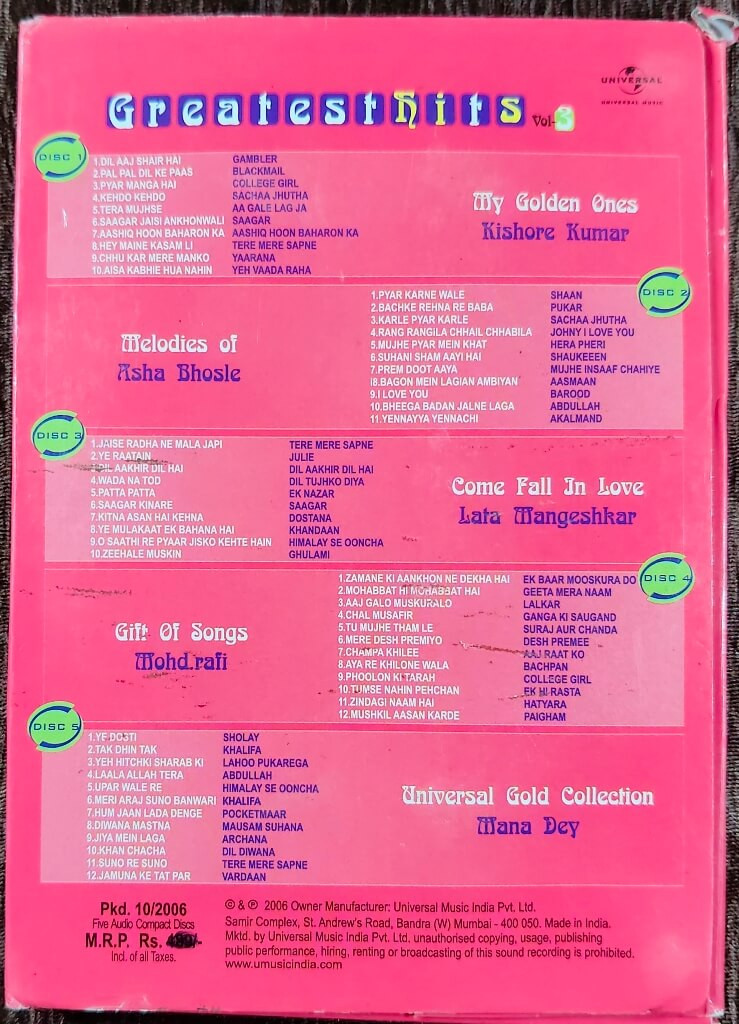 UNIVERSAL
UNIVERSAL MUSIC
GreatestHits Vol-3
DISC 1
1.DIL AAJ SHAIR HAI GAMBLER
2.PAL PAL DIL KE PAAS BLACKMAIL
3.PYAR MANGA HAI COLLEGE GIRL
4.KEHDO KEHDO SACHAA JHUTHA
5.TERA MUJHSE AA GALE LAG JA
6.SAAGAR JAISI ANKHONWALI SAAGAR
7.AASHIQ HOON BAHARON KA AASHIQ HOON BAHARON KA
8.HEY MAINE KASAM LI TERE MERE SAPNE
9.CHHU KAR MERE MANKO YAARANA
10.AISA KABHIE HUA NAHIN YEH VAADA RAHA
My Golden Ones
Kishore Kumar
DISC 2
1.PYAR KARNE WALE SHAAN
2.BACHKE REHNA RE BABA PUKAR
3.KARLE PYAR KARLE SACHAA JHUTHA
4.RANG RANGILA CHHAIL CHHABILA JOHNY I LOVE YOU
5.MUJHE PYAR MEIN KHAT HERA PHERI
6.SUHANI SHAM AAYI HAI SHAUKEEEN
7.PREM DOOT AAYA MUJHE INSAAF CHAHIYE
I8.BAGON MEIN LAGIAN AMBIYAN AASMAAN
9.I LOVE YOU BAROOD
10.BHEEGA BADAN JALNE LAGA ABDULLAH
11.YENNAYYA YENNACHI AKALMAND
Melodies of
Asha Bhosle
DISC 3
1.JAISE RADHA NE MALA JAPI TERE MERE SAPNE
2.YE RAATAIN JULIE
3.DIL AAKHIR DIL HAI DIL AAKHIR DIL HAI
4.WADA NA TOD DIL TUJHKO DIYA
5.PATTA PATTA EK NAZAR
6.SAAGAR KINARE SAAGAR
7.KITNA ASAN HAI KEHNA DOSTANA
8.YE MULAKAAT EK BAHANA HAI KHANDAAN
9.O SAATHI RE PYAAR JISKO KEHTE HAIN HIMALAY SE OONCHA
10.ZEEHALE MUSKIN GHULAMI
Come Fall In Love
Lata Mangeshkar
DISC 4
1.ZAMANE KI AANKHON NE DEKHA HAI EK BAAR MOOSKURA DO
2.MOHABBAT HI MOHABBAT HAI GEETA MERA NAAM
3.AAJ GALO MUSKURALO LALKAR
4.CHAL MUSAFIR GANGA KI SAUGAND
5.TU MUJHE THAM LE SURAJ AUR CHANDA
6.MERE DESH PREMIYO DESH PREMEE
7.CHAMPA KHILEE AAJ RAAT KO
8.AYA RE KHILONE WALA BACHPAN
9.PHOOLON KI TARAH COLLEGE GIRL
10.TUMSE NAHIN PEHCHAN EK HI RASTA
11.ZINDAGI NAAM HAI HATYARA
12.MUSHKIL AASAN KARDE PAIGHAM
Gift Of Songs
Mohd.rafi
DISC 5
1.YE DOSTI SHOLAY
2.TAK DHIN TAK KHALIFA
3.YEH HITCHKI SHARAB KI LAHOO PUKAREGA
4.LAALA ALLAH TERA ABDULLAH
5.UPAR WALE RE HIMALAY SE OONCHA
6.MERI ARAJ SUNO BANWARI KHALIFA
7.HUM JAAN LADA DENGE POCKETMAAR
8.DIWANA MASTNA MAUSAM SUHANA
9.JIYA MEIN LAGA ARCHANA
10.KHAN CHACHA DIL DIWANA
11.SUNO RE SUNO TERE MERE SAPNE
12.JAMUNA KE TAT PAR VARDAAN
Universal Gold Collection
Mana Dey
Pkd. 10/2006
Five Audio Compact Discs
M.R.P. Rs.
Incl. of all Taxes.
© & ℗ 2006 Owner Manufacturer: Universal Music India Pvt. Ltd.
Samir Complex, St. Andrew's Road, Bandra (W) Mumbai - 400 050. Made in India.
Mktd. by Universal Music India Pvt. Ltd. unauthorised copying, usage, publishing
public performance, hiring, renting or broadcasting of this sound recording is prohibited.
www.umusicindia.com